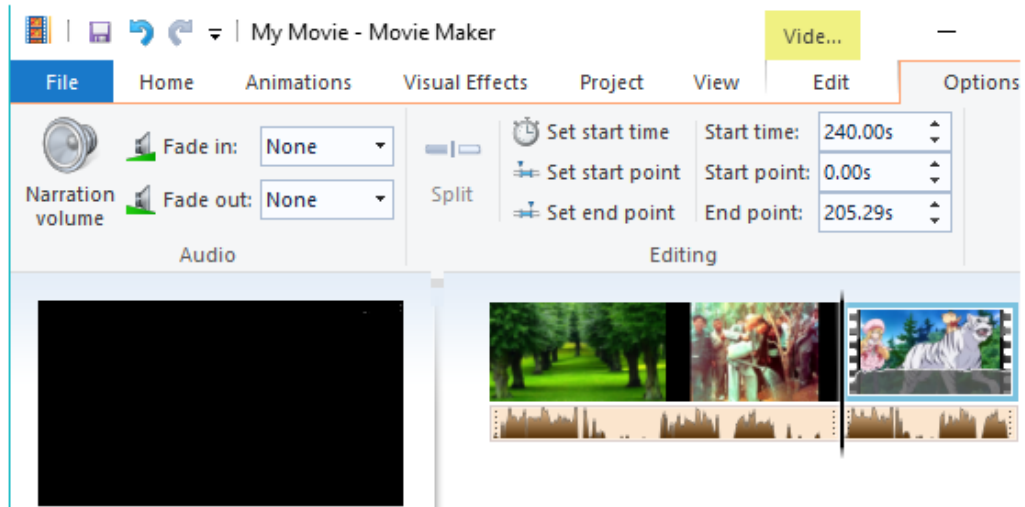 My Movie - Movie Maker
Vide...
File Home Animations Visual Effects Project View Edit Options
Narration volume
Fade in: None
Fade out: None
Audio
Split
Set start time
Set start point
Set end point
Start time: 240.00s
Start point: 0.00s
End point: 205.29s
Editing